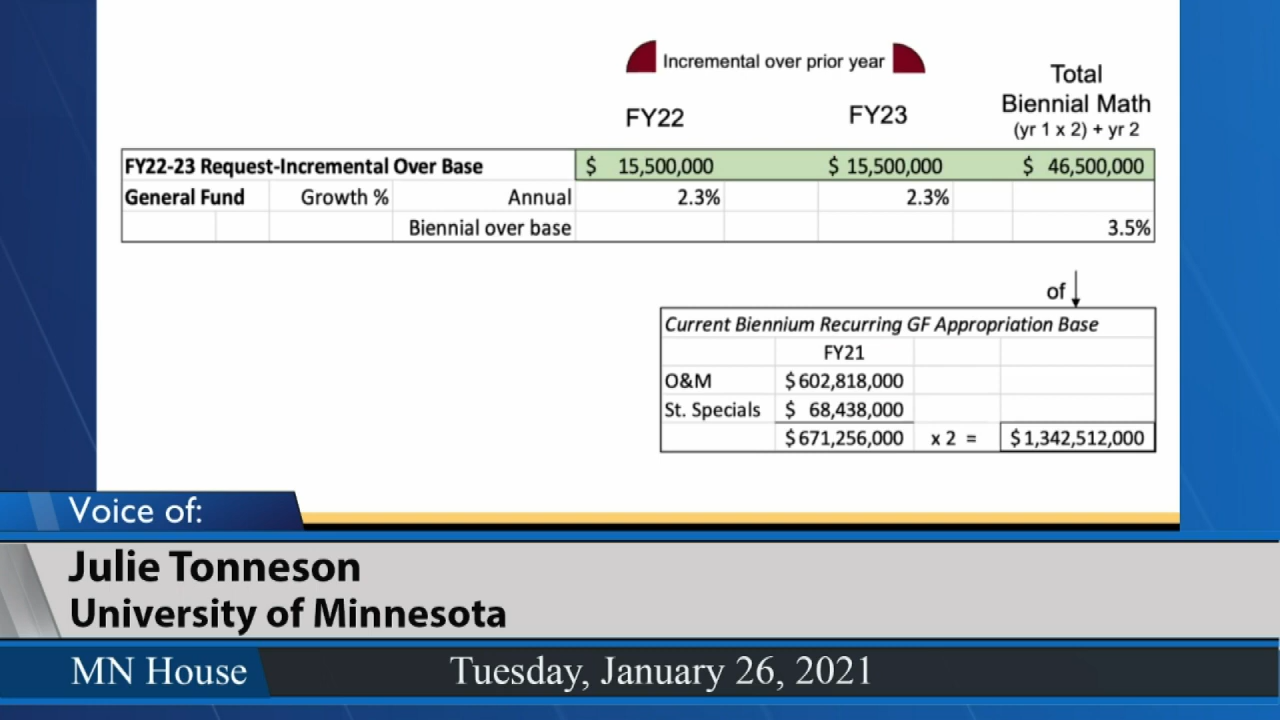 Incremental over prior year
Total
Biennial Math
(yr 1 x 2) + yr 2
FY22 FY23
FY22-23 Request-Incremental Over Base $ 15,500,000 $ 15,500,000 $ 46,500,000
General Fund Growth % Annual 2.3% 2.3%
Biennial over base 3.5%
of
Current Biennium Recurring GF Appropriation Base
FY21
O&M $602,818,000
St. Specials $ 68,438,000
$671,256,000 x 2 = $1,342,512,000
Voice of:
Julie Tonneson
University of Minnesota
MN House Tuesday, January 26, 2021